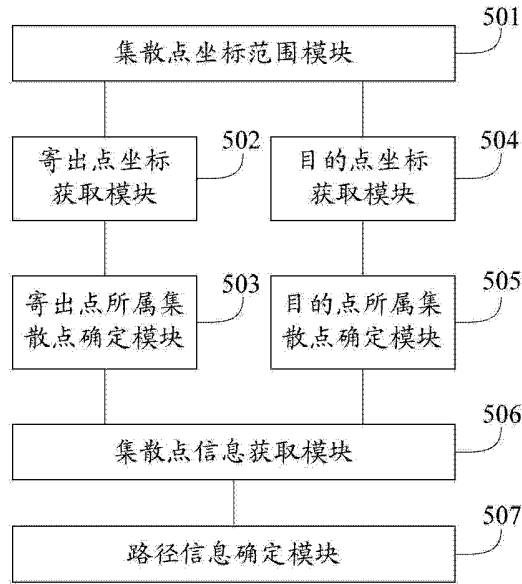 501
集散点坐标范围模块
502
504
寄出点坐标
获取模块
目的点坐标
获取模块
503
505
寄出点所属集
散点确定模块
目的点所属集
散点确定模块
506
集散点信息获取模块
507
路径信息确定模块